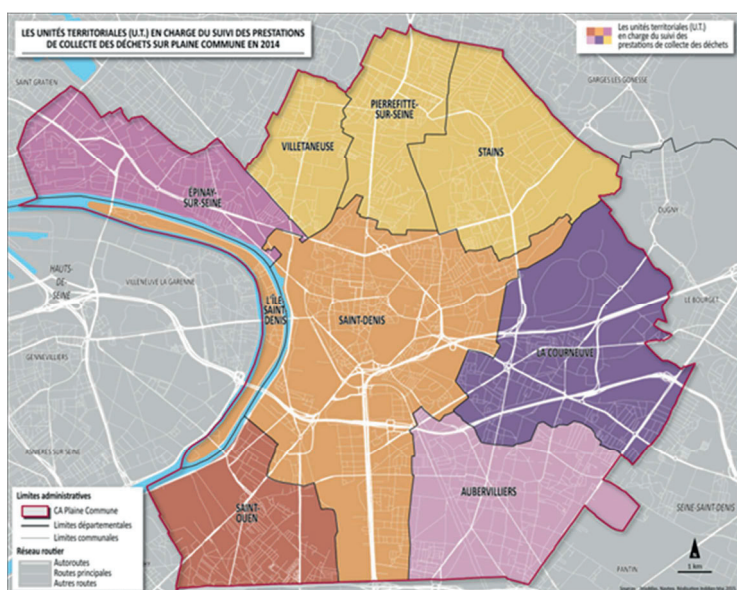 LES UNITÉS TERRITORIALES (U.T.) EN CHARGE DU SUIVI DES PRESTATIONS
DE COLLECTE DES DÉCHETS SUR PLAINE COMMUNE EN 2014
Les unités territoriales (U.T.)
en charge du suivi des
prestations de collecte des déchets
SAINT GRATIEN
GARGES LES GONESSE
PIERREFITTE-
SUR-SEINE
VILLETANEUSE
STAINS
ÉPINAY-
SUR-SEINE
DUGNY
HAUTS-
DE-
SEINE
VILLENEUVE LA GARENNE
L'ÎLE
SAINT
DENIS
SAINT-DENIS
LE BOURGET
LA COURNEUVE
GENNEVILLIERS
ASNIÈRES SUR SEINE
AUBERVILLIERS
SAINT-
OUEN
SEINE-SAINT-DENIS
PANTIN
Limites administratives
CA Plaine Commune
Limites départementales
Limites communales
Réseau routier
Autoroutes
Routes principales
Autres routes
N
1 km